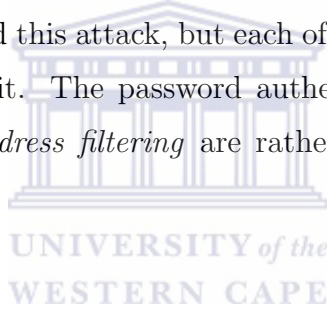 d this attack, but each of
it. The password authe
dress filtering are rathe
UNIVERSITY of the
WESTERN CAPE